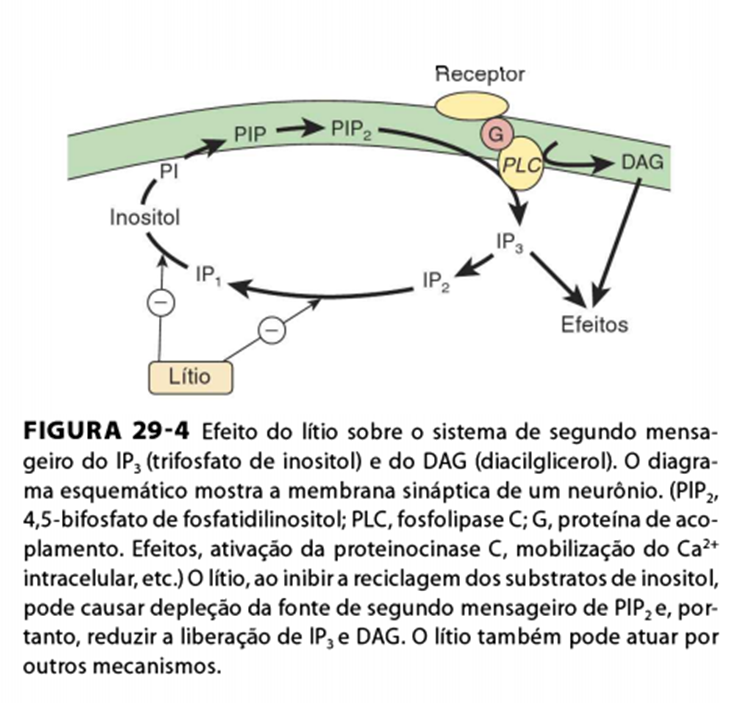 Receptor
PIP
PIP₂
G
PLC
DAG
PI
Inositol
IP₃
IP₁
IP₂
−
−
Efeitos
Lítio
FIGURA 29-4 Efeito do lítio sobre o sistema de segundo mensa-
geiro do IP₃ (trifosfato de inositol) e do DAG (diacilglicerol). O diagra-
ma esquemático mostra a membrana sináptica de um neurônio. (PIP₂,
4,5-bifosfato de fosfatidilinositol; PLC, fosfolipase C; G, proteína de aco-
plamento. Efeitos, ativação da proteinocinase C, mobilização do Ca²⁺
intracelular, etc.) O lítio, ao inibir a reciclagem dos substratos de inositol,
pode causar depleção da fonte de segundo mensageiro de PIP₂ e, por-
tanto, reduzir a liberação de IP₃ e DAG. O lítio também pode atuar por
outros mecanismos.